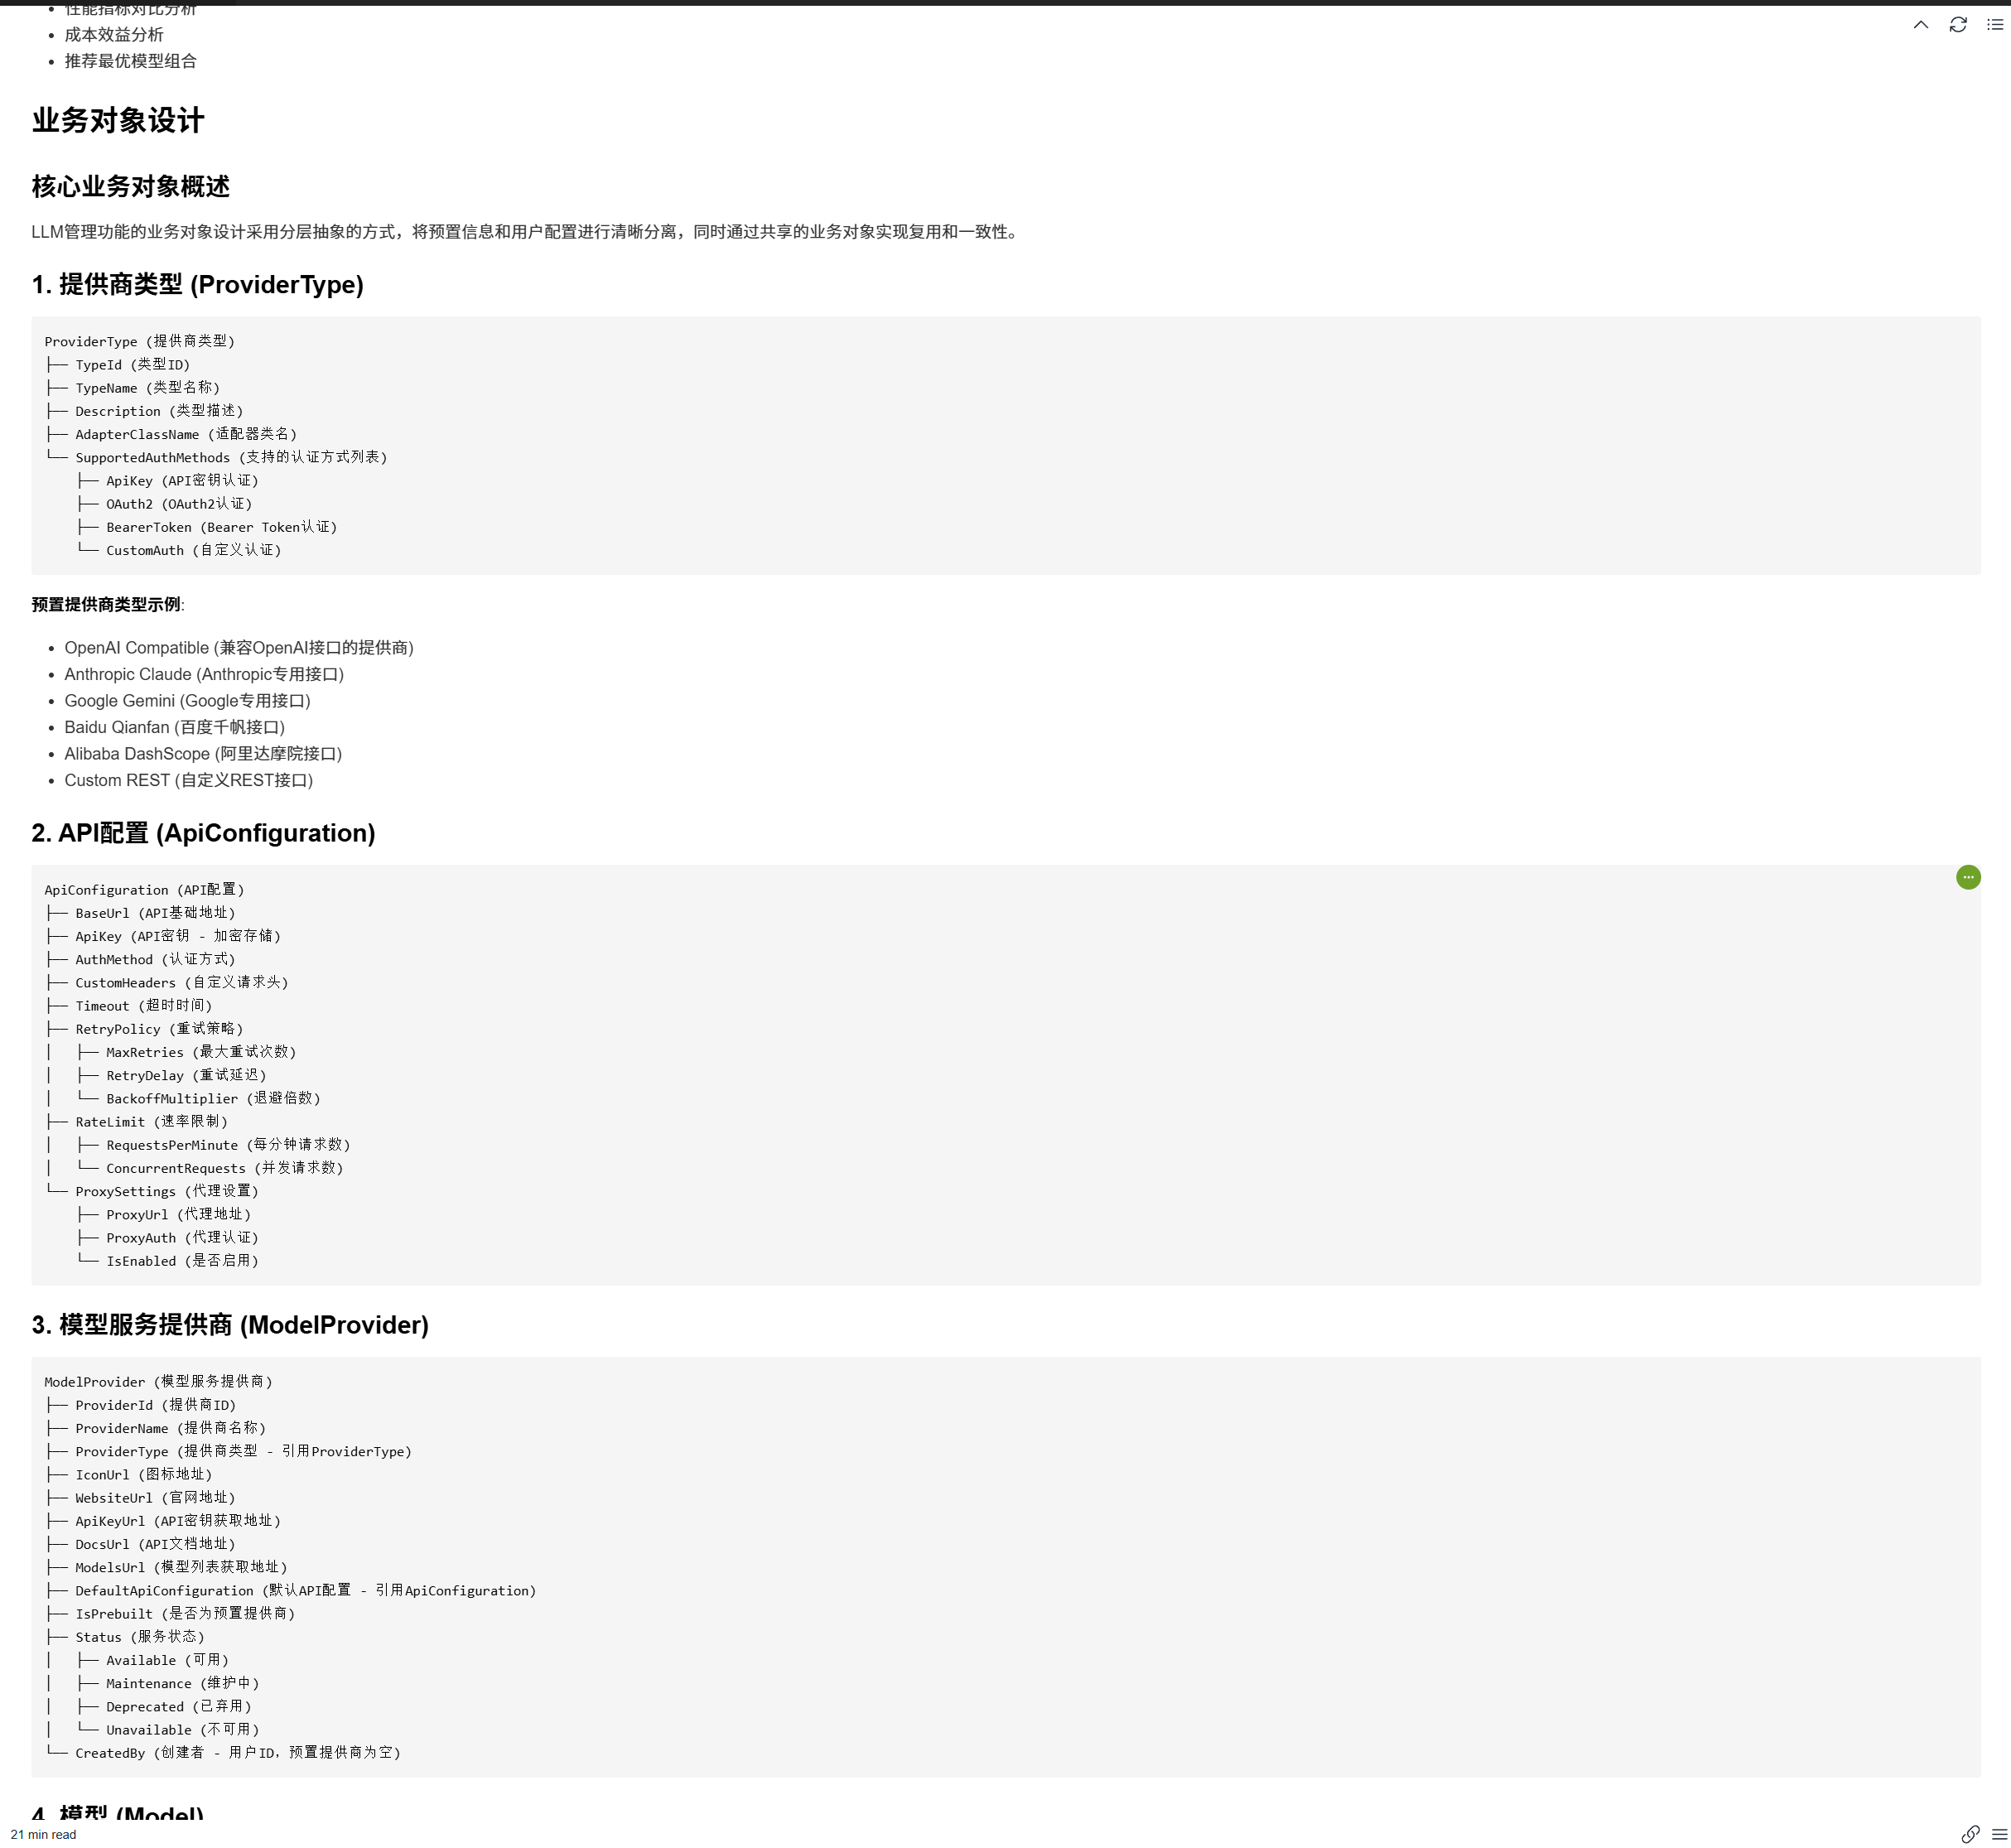 性能指标对比分析
成本效益分析
推荐最优模型组合
业务对象设计
核心业务对象概述
LLM管理功能的业务对象设计采用分层抽象的方式，将预置信息和用户配置进行清晰分离，同时通过共享的业务对象实现复用和一致性。
1. 提供商类型 (ProviderType)
ProviderType (提供商类型)
├── TypeId (类型ID)
├── TypeName (类型名称)
├── Description (类型描述)
├── AdapterClassName (适配器类名)
└── SupportedAuthMethods (支持的认证方式列表)
    ├── ApiKey (API密钥认证)
    ├── OAuth2 (OAuth2认证)
    ├── BearerToken (Bearer Token认证)
    └── CustomAuth (自定义认证)
预置提供商类型示例:
OpenAI Compatible (兼容OpenAI接口的提供商)
Anthropic Claude (Anthropic专用接口)
Google Gemini (Google专用接口)
Baidu Qianfan (百度千帆接口)
Alibaba DashScope (阿里达摩院接口)
Custom REST (自定义REST接口)
2. API配置 (ApiConfiguration)
ApiConfiguration (API配置)
├── BaseUrl (API基础地址)
├── ApiKey (API密钥 - 加密存储)
├── AuthMethod (认证方式)
├── CustomHeaders (自定义请求头)
├── Timeout (超时时间)
├── RetryPolicy (重试策略)
│   ├── MaxRetries (最大重试次数)
│   ├── RetryDelay (重试延迟)
│   └── BackoffMultiplier (退避倍数)
├── RateLimit (速率限制)
│   ├── RequestsPerMinute (每分钟请求数)
│   └── ConcurrentRequests (并发请求数)
└── ProxySettings (代理设置)
    ├── ProxyUrl (代理地址)
    ├── ProxyAuth (代理认证)
    └── IsEnabled (是否启用)
3. 模型服务提供商 (ModelProvider)
ModelProvider (模型服务提供商)
├── ProviderId (提供商ID)
├── ProviderName (提供商名称)
├── ProviderType (提供商类型 - 引用ProviderType)
├── IconUrl (图标地址)
├── WebsiteUrl (官网地址)
├── ApiKeyUrl (API密钥获取地址)
├── DocsUrl (API文档地址)
├── ModelsUrl (模型列表获取地址)
├── DefaultApiConfiguration (默认API配置 - 引用ApiConfiguration)
├── IsPrebuilt (是否为预置提供商)
├── Status (服务状态)
│   ├── Available (可用)
│   ├── Maintenance (维护中)
│   ├── Deprecated (已弃用)
│   └── Unavailable (不可用)
└── CreatedBy (创建者 - 用户ID，预置提供商为空)
4. 模型 (Model)
21 min read